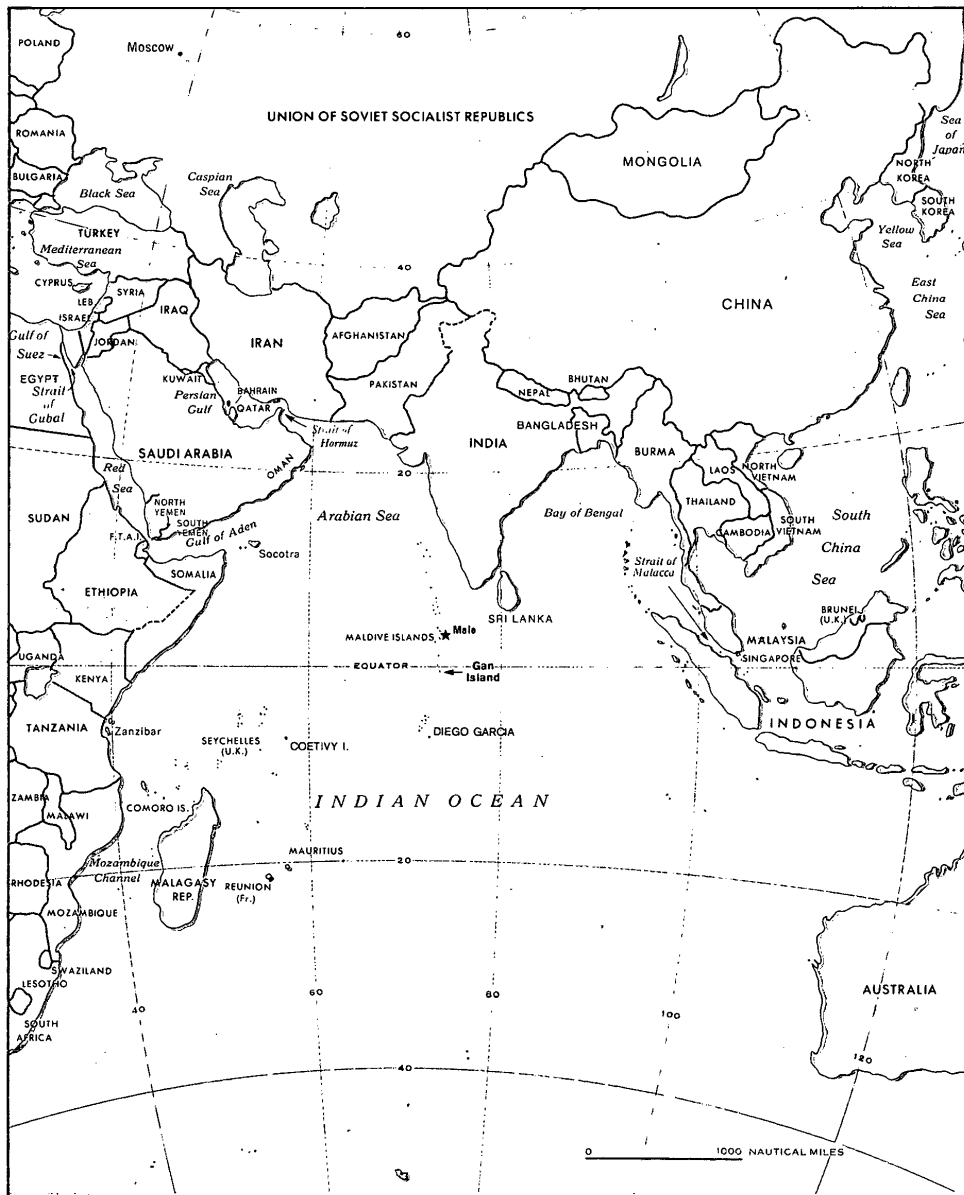 60
POLAND
Moscow
UNION OF SOVIET SOCIALIST REPUBLICS
ROMANIA
Sea
of
Japan
MONGOLIA
NORTH
KOREA
BULGARIA
Caspian
Sea
Black Sea
SOUTH
KOREA
TURKEY
Yellow
Sea
Mediterranean
Sea
40
CYPRUS
SYRIA
LEB
East
China
Sea
IRAQ
CHINA
ISRAEL
AFGHANISTAN
Gulf of
Suez
JORDAN
IRAN
KUWAIT
PAKISTAN
BHUTAN
EGYPT
Strait
of
Gubal
Persian
Gulf
BAHRAIN
NEPAL
QATAR
BANGLADESH
Strait of
Hormuz
INDIA
SAUDI ARABIA
BURMA
OMAN
20
LAOS
NORTH
VIETNAM
Red
Sea
THAILAND
NORTH
YEMEN
Arabian Sea
Bay of Bengal
SUDAN
SOUTH
YEMEN
South
China
Sea
F.T.A.I.
Gulf of Aden
CAMBODIA
SOUTH
VIETNAM
Socotra
Strait of
Malacca
SOMALIA
ETHIOPIA
BRUNEI
(U.K.)
SRI LANKA
MALDIVE ISLANDS
Male
MALAYSIA
UGANDA
SINGAPORE
EQUATOR
Gan
Island
KENYA
TANZANIA
Zanzibar
INDONESIA
SEYCHELLES
(U.K.)
COETIVY I.
DIEGO GARCIA
ZAMBIA
COMORO IS.
INDIAN OCEAN
MALAWI
MAURITIUS
20
Mozambique
Channel
RHODESIA
MALAGASY
REP.
REUNION
(Fr.)
MOZAMBIQUE
SWAZILAND
LESOTHO
AUSTRALIA
60
80
40
100
SOUTH
AFRICA
120
40
0 1000 NAUTICAL MILES